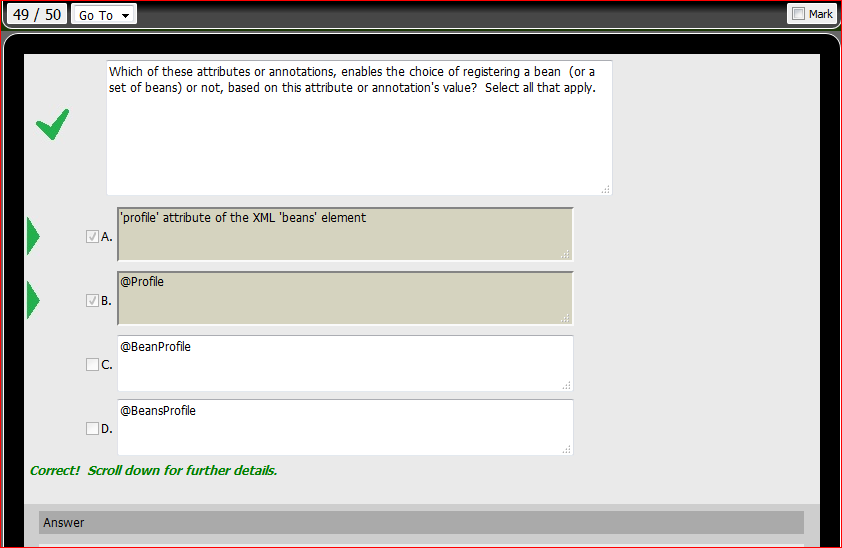 49 / 50 Go To Mark
Which of these attributes or annotations, enables the choice of registering a bean  (or a
set of beans) or not, based on this attribute or annotation's value?  Select all that apply.
A. 'profile' attribute of the XML 'beans' element
B. @Profile
C. @BeanProfile
D. @BeansProfile
Correct!  Scroll down for further details.
Answer